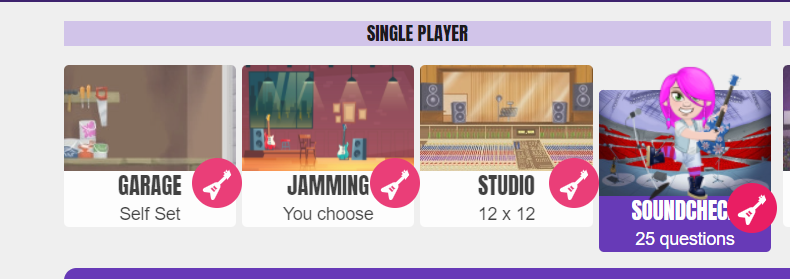 SINGLE PLAYER
GARAGE
Self Set
JAMMING
You choose
STUDIO
12 x 12
SOUNDCHEC
25 questions